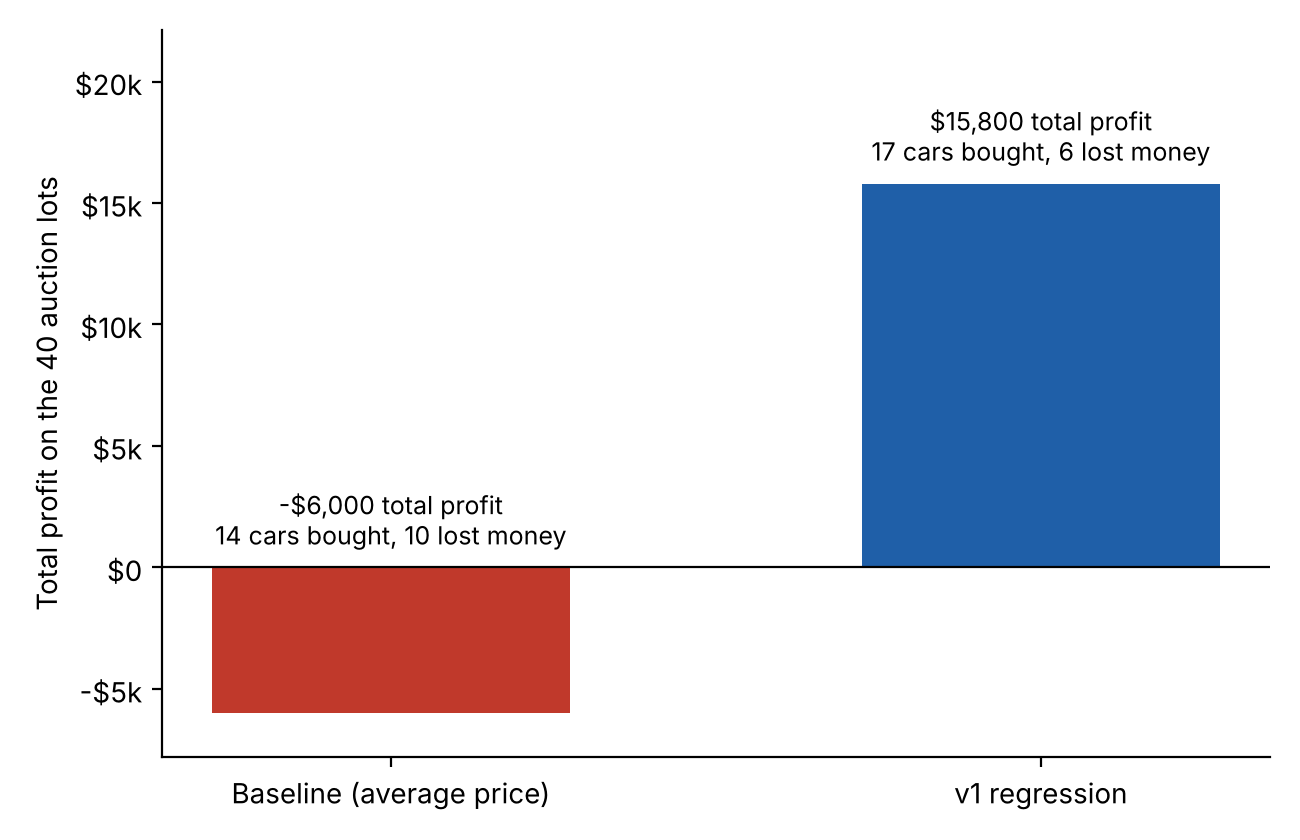 Total profit on the 40 auction lots
$20k
$15k
$10k
$5k
$0
-$5k
-$6,000 total profit
14 cars bought, 10 lost money
$15,800 total profit
17 cars bought, 6 lost money
Baseline (average price)
v1 regression